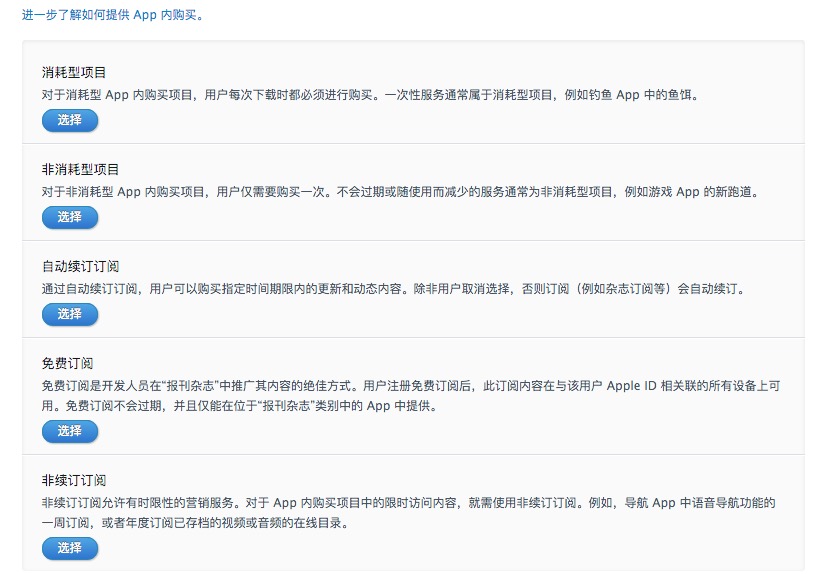 进一步了解如何提供 App 内购买。
消耗型项目
对于消耗型 App 内购买项目，用户每次下载时都必须进行购买。一次性服务通常属于消耗型项目，例如钓鱼 App 中的鱼饵。
选择
非消耗型项目
对于非消耗型 App 内购买项目，用户仅需要购买一次。不会过期或随使用而减少的服务通常为非消耗型项目，例如游戏 App 的新跑道。
选择
自动续订订阅
通过自动续订订阅，用户可以购买指定时间期限内的更新和动态内容。除非用户取消选择，否则订阅（例如杂志订阅等）会自动续订。
选择
免费订阅
免费订阅是开发人员在“报刊杂志”中推广其内容的绝佳方式。用户注册免费订阅后，此订阅内容在与该用户 Apple ID 相关联的所有设备上可
用。免费订阅不会过期，并且仅能在位于“报刊杂志”类别中的 App 中提供。
选择
非续订订阅
非续订订阅允许有时限性的营销服务。对于 App 内购买项目中的限时访问内容，就需使用非续订订阅。例如，导航 App 中语音导航功能的
一周订阅，或者年度订阅已存档的视频或音频的在线目录。
选择